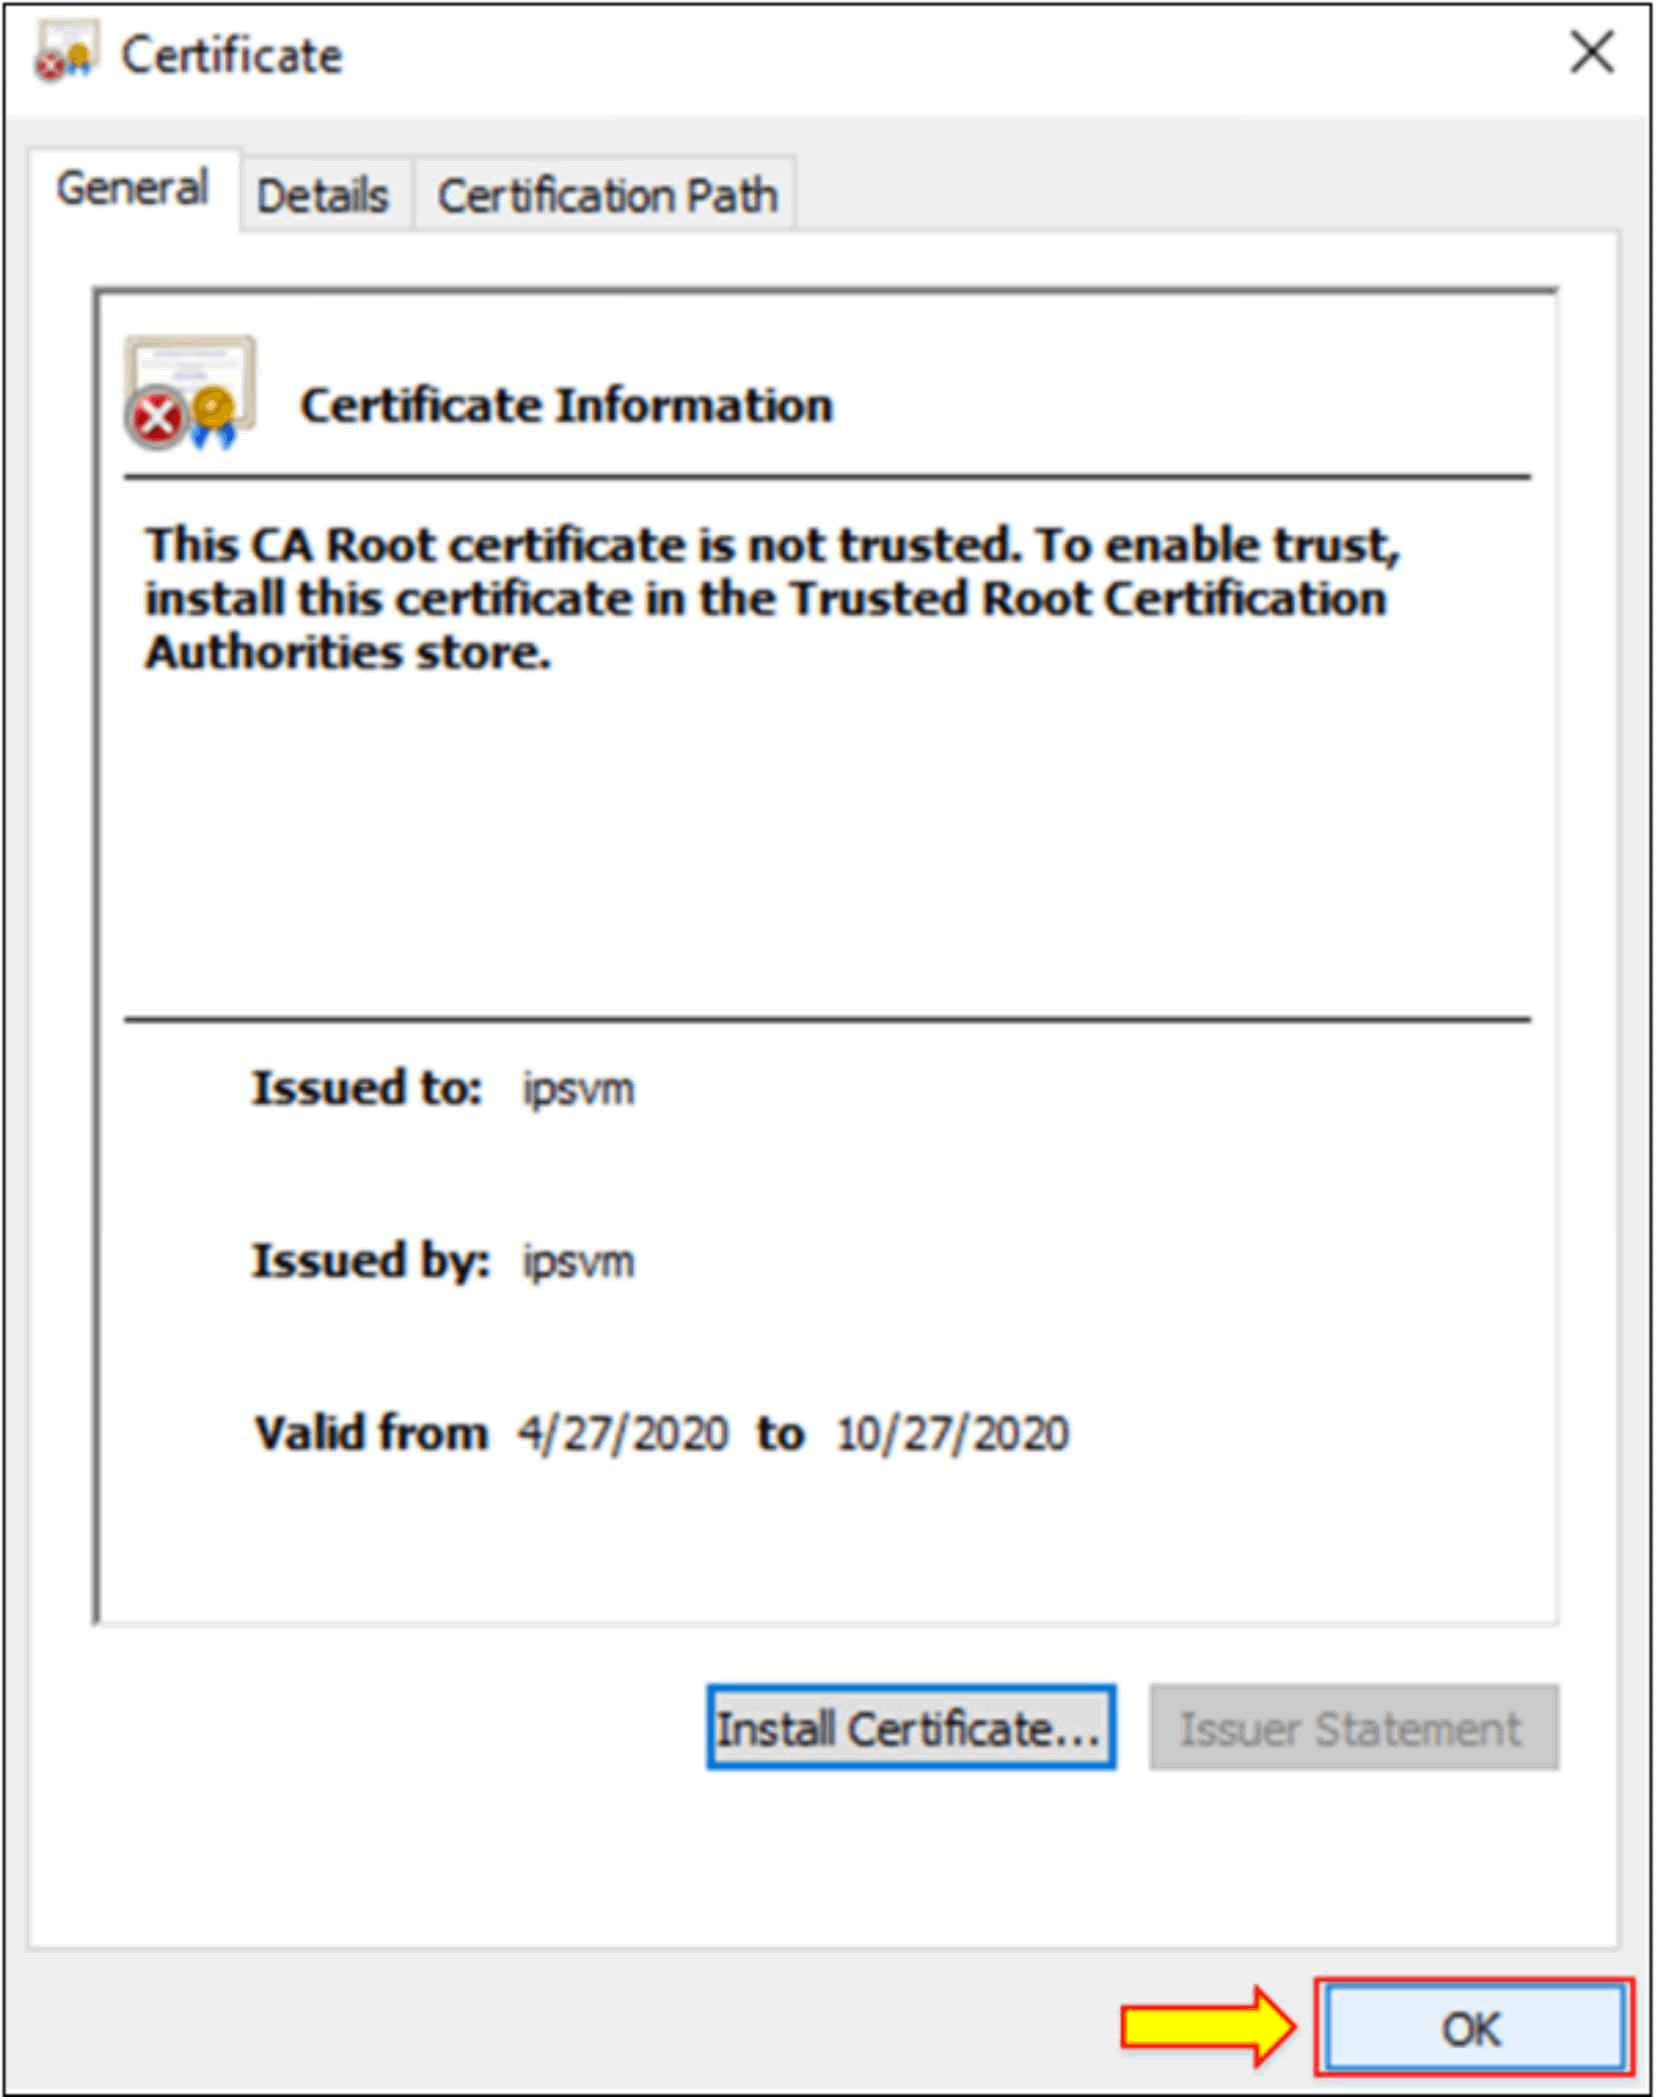 Certificate
General
Details
Certification Path
Certificate Information
This CA Root certificate is not trusted. To enable trust,
install this certificate in the Trusted Root Certification
Authorities store.
Issued to: ipsvm
Issued by: ipsvm
Valid from 4/27/2020 to 10/27/2020
Install Certificate...
Issuer Statement
OK